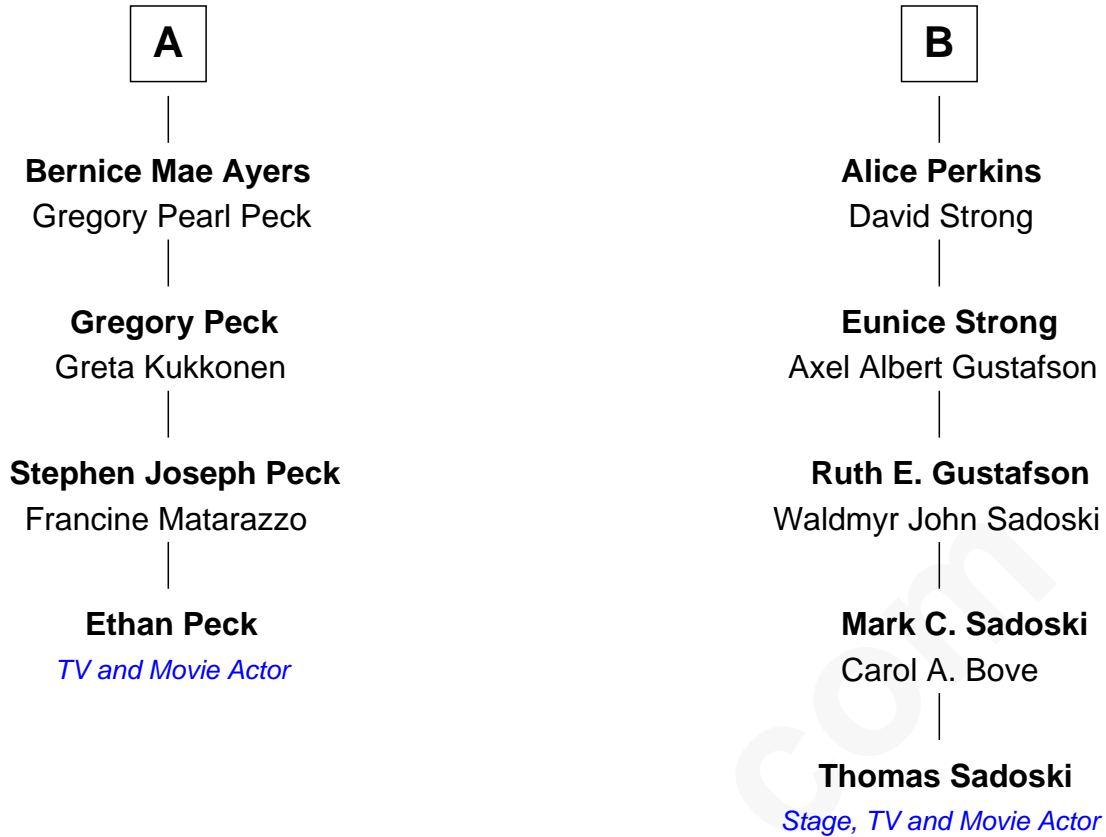 A
Bernice Mae Ayers
Gregory Pearl Peck
Gregory Peck
Greta Kukkonen
Stephen Joseph Peck
Francine Matarazzo
Ethan Peck
TV and Movie Actor
B
Alice Perkins
David Strong
Eunice Strong
Axel Albert Gustafson
Ruth E. Gustafson
Waldmyr John Sadoski
Mark C. Sadoski
Carol A. Bove
Thomas Sadoski
Stage, TV and Movie Actor
com